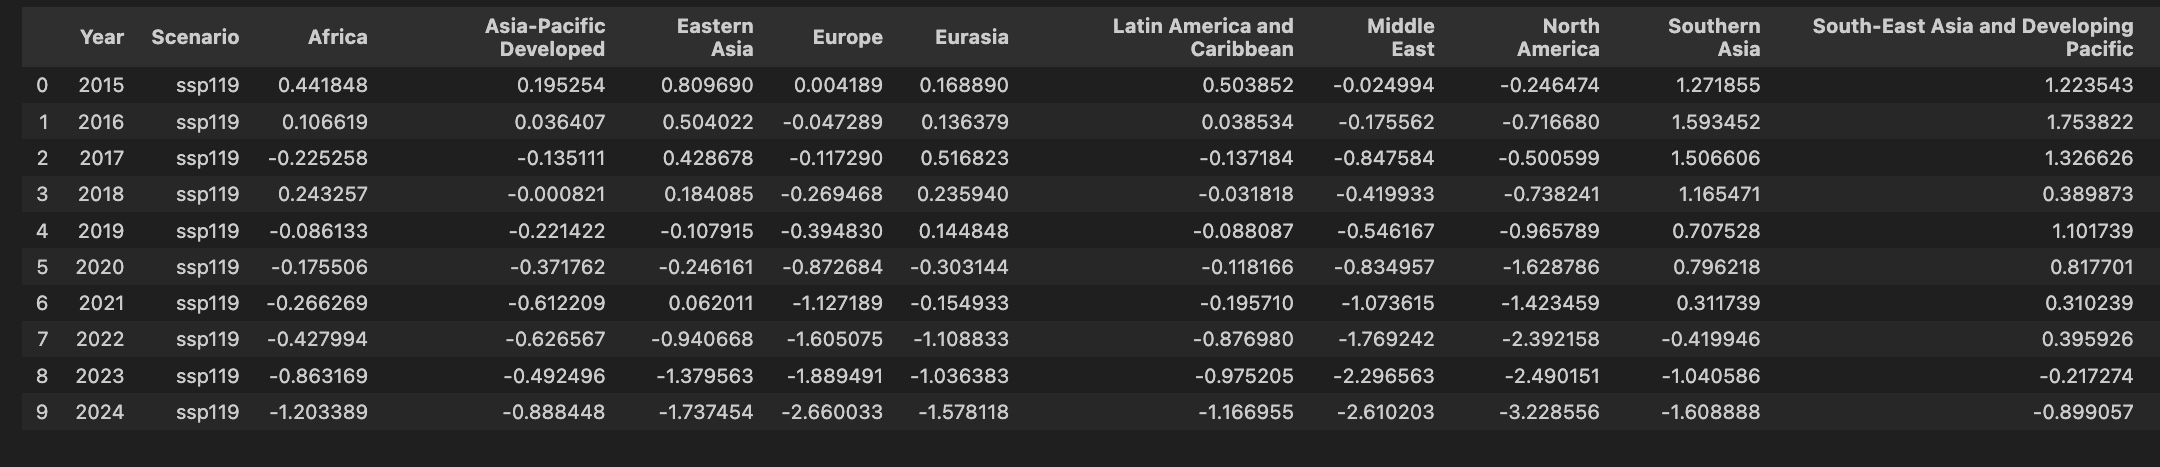 Year Scenario Africa Asia-Pacific Developed Eastern Asia Europe Eurasia Latin America and Caribbean Middle East North America Southern Asia South-East Asia and Developing Pacific
0 2015 ssp119 0.441848 0.195254 0.809690 0.004189 0.168890 0.503852 -0.024994 -0.246474 1.271855 1.223543
1 2016 ssp119 0.106619 0.036407 0.504022 -0.047289 0.136379 0.038534 -0.175562 -0.716680 1.593452 1.753822
2 2017 ssp119 -0.225258 -0.135111 0.428678 -0.117290 0.516823 -0.137184 -0.847584 -0.500599 1.506606 1.326626
3 2018 ssp119 0.243257 -0.000821 0.184085 -0.269468 0.235940 -0.031818 -0.419933 -0.738241 1.165471 0.389873
4 2019 ssp119 -0.086133 -0.221422 -0.107915 -0.394830 0.144848 -0.088087 -0.546167 -0.965789 0.707528 1.101739
5 2020 ssp119 -0.175506 -0.371762 -0.246161 -0.872684 -0.303144 -0.118166 -0.834957 -1.628786 0.796218 0.817701
6 2021 ssp119 -0.266269 -0.612209 0.062011 -1.127189 -0.154933 -0.195710 -1.073615 -1.423459 0.311739 0.310239
7 2022 ssp119 -0.427994 -0.626567 -0.940668 -1.605075 -1.108833 -0.876980 -1.769242 -2.392158 -0.419946 0.395926
8 2023 ssp119 -0.863169 -0.492496 -1.379563 -1.889491 -1.036383 -0.975205 -2.296563 -2.490151 -1.040586 -0.217274
9 2024 ssp119 -1.203389 -0.888448 -1.737454 -2.660033 -1.578118 -1.166955 -2.610203 -3.228556 -1.608888 -0.899057